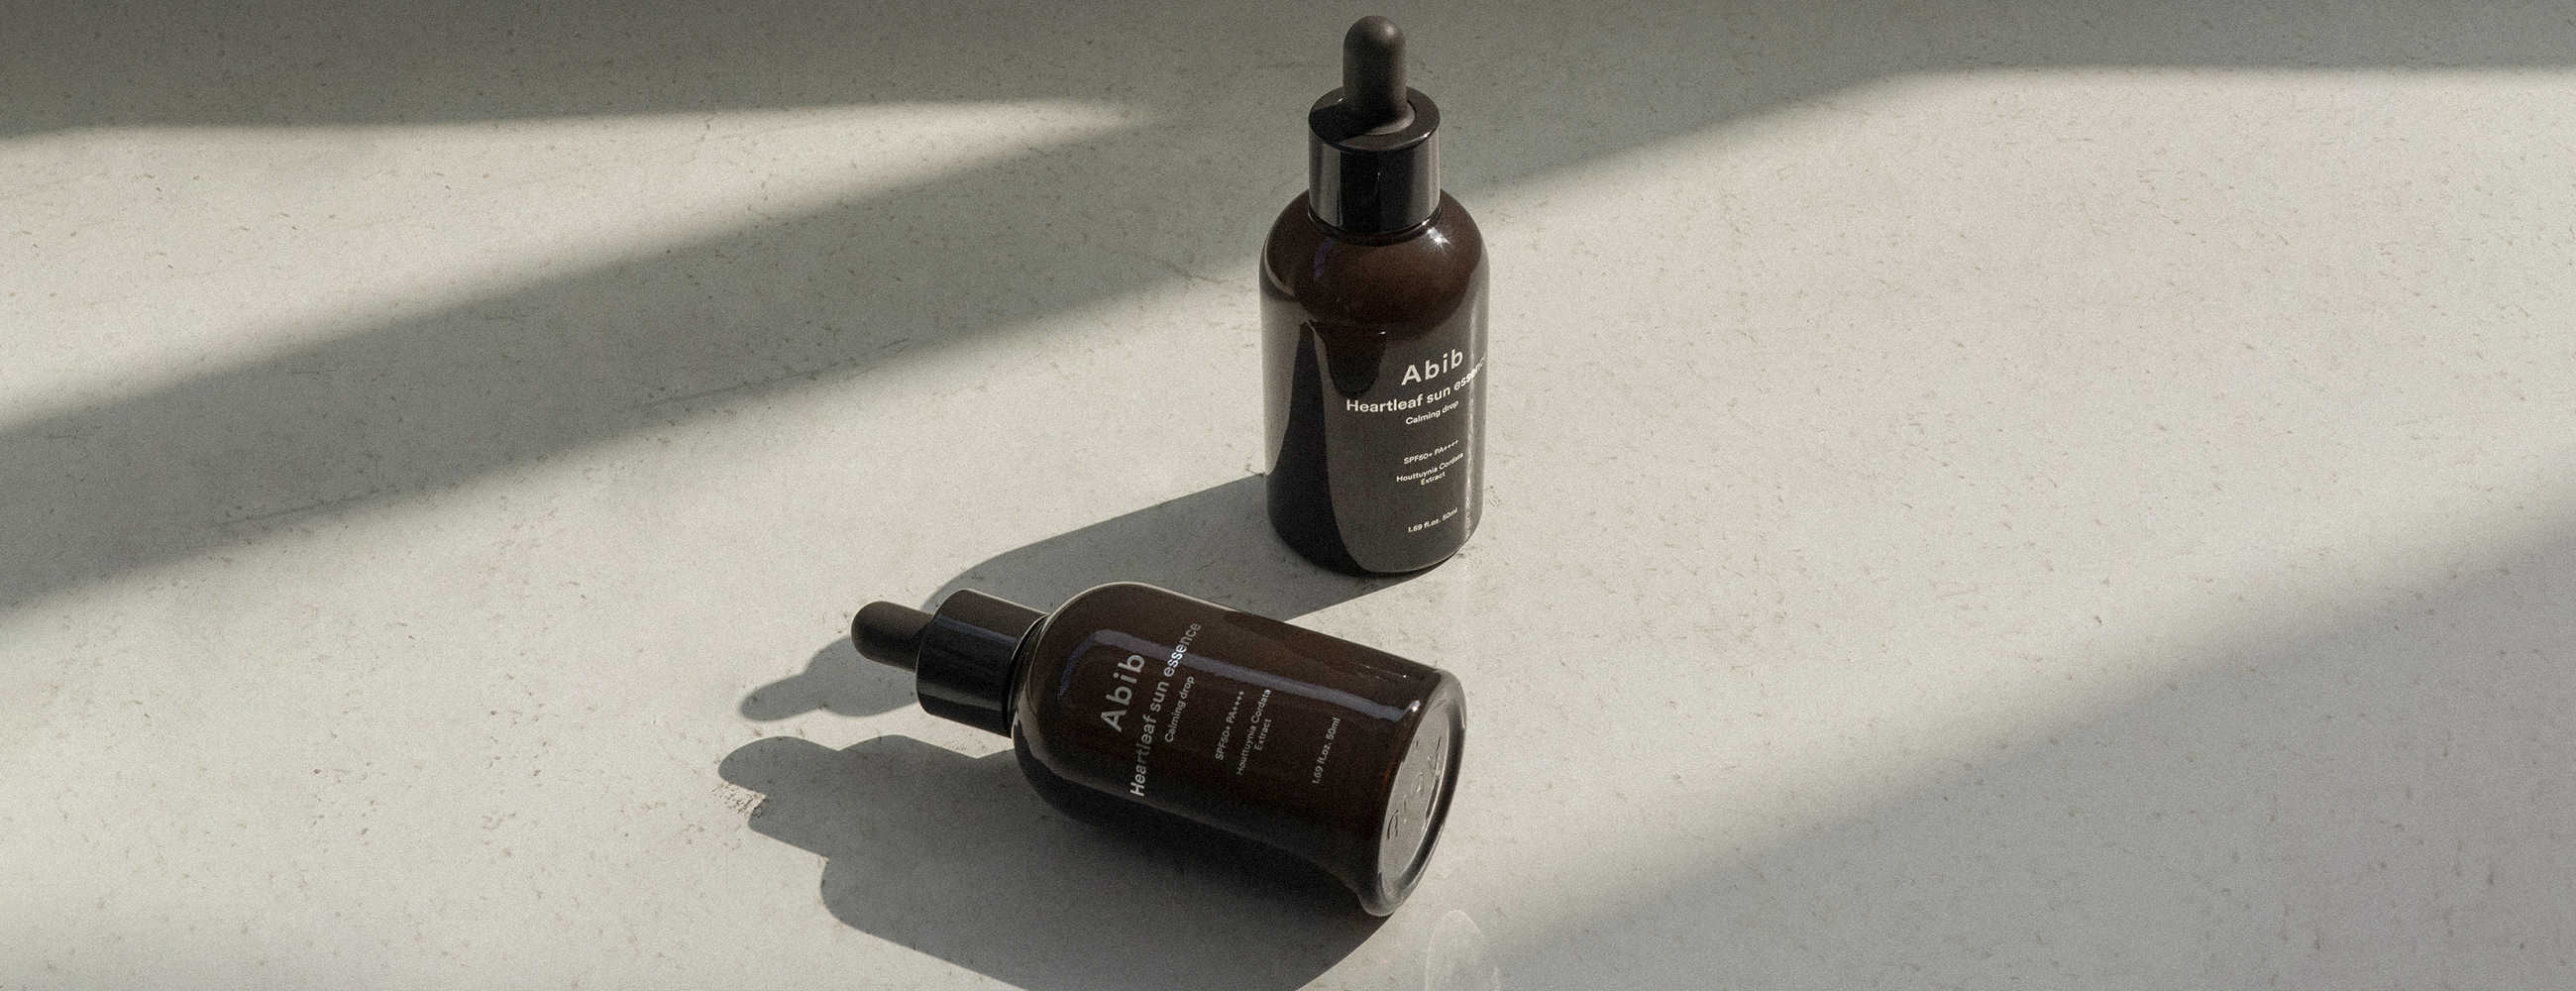 Abib
Heartleaf sun essence
Calming drop
SPF50+ PA++++
Houttuynia Cordata
Extract
1.69 fl.oz. 50ml
Abib
Heartleaf sun essence
Calming drop
SPF50+ PA++++
Houttuynia Cordata
Extract
1.69 fl.oz. 50ml